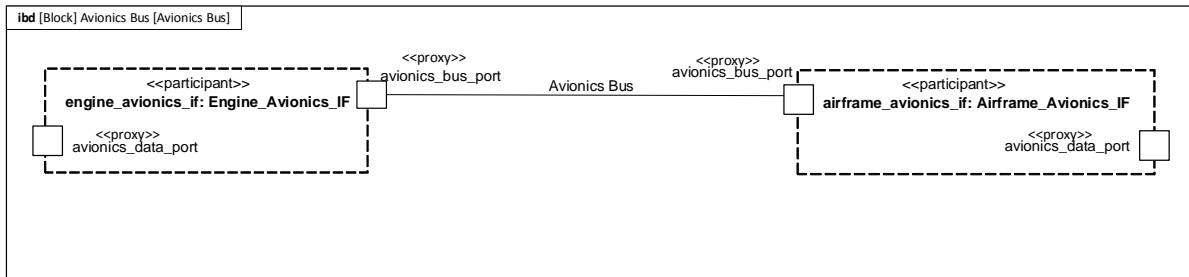 ibd [Block] Avionics Bus [Avionics Bus]
<<proxy>>
avionics_bus_port
<<proxy>>
avionics_bus_port
<<participant>>
engine_avionics_if: Engine_Avionics_IF
Avionics Bus
<<participant>>
airframe_avionics_if: Airframe_Avionics_IF
<<proxy>>
avionics_data_port
<<proxy>>
avionics_data_port